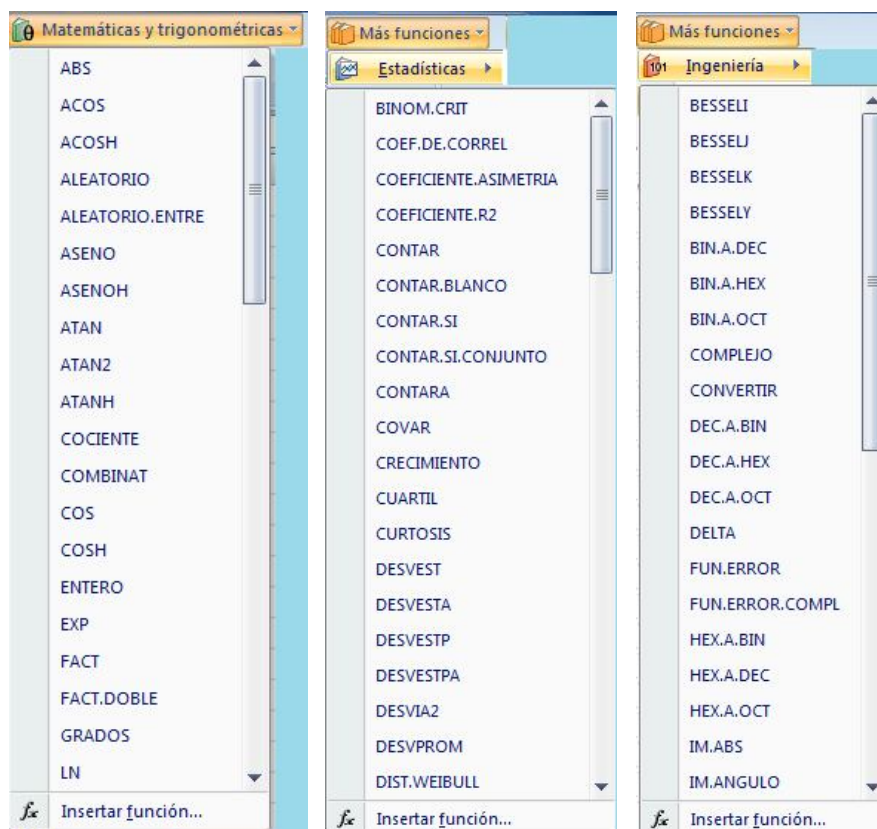 Matemáticas y trigonométricas
ABS
ACOS
ACOSH
ALEATORIO
ALEATORIO.ENTRE
ASENO
ASENOH
ATAN
ATAN2
ATANH
COCIENTE
COMBINAT
COS
COSH
ENTERO
EXP
FACT
FACT.DOBLE
GRADOS
LN
fx Insertar función...
Más funciones
Estadísticas
BINOM.CRIT
COEF.DE.CORREL
COEFICIENTE.ASIMETRIA
COEFICIENTE.R2
CONTAR
CONTAR.BLANCO
CONTAR.SI
CONTAR.SI.CONJUNTO
CONTARA
COVAR
CRECIMIENTO
CUARTIL
CURTOSIS
DESVEST
DESVESTA
DESVESTP
DESVESTPA
DESVIA2
DESVPROM
DIST.WEIBULL
fx Insertar función...
Más funciones
101 Ingeniería
BESSELI
BESSELJ
BESSELK
BESSELY
BIN.A.DEC
BIN.A.HEX
BIN.A.OCT
COMPLEJO
CONVERTIR
DEC.A.BIN
DEC.A.HEX
DEC.A.OCT
DELTA
FUN.ERROR
FUN.ERROR.COMPL
HEX.A.BIN
HEX.A.DEC
HEX.A.OCT
IM.ABS
IM.ANGULO
fx Insertar función...